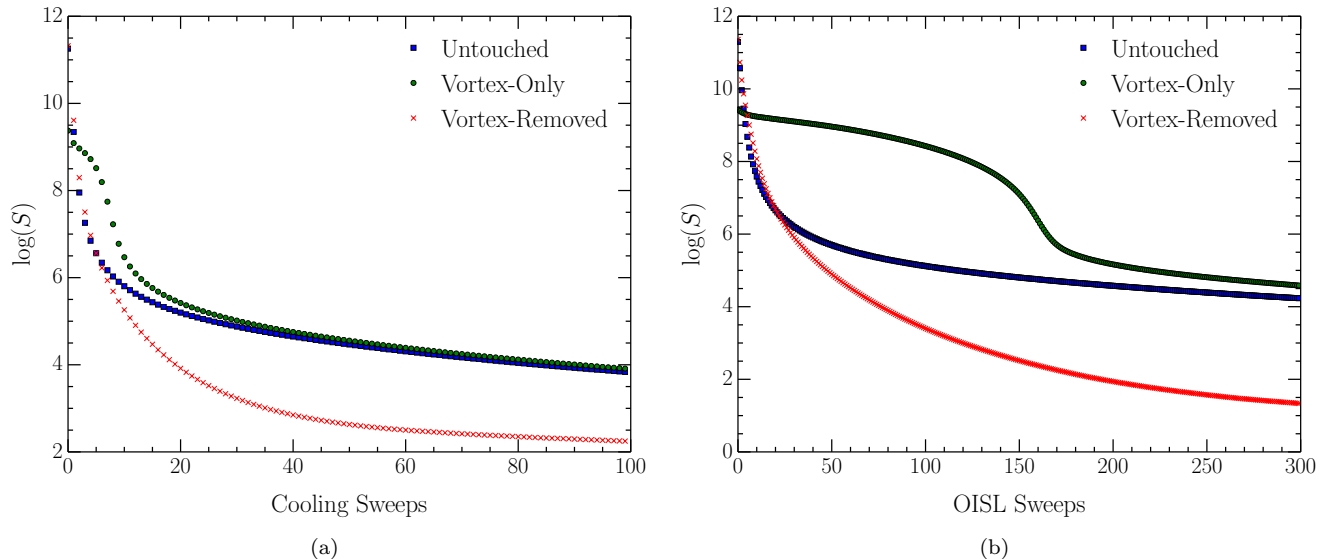 12
10
8
6
4
2
log(S)
Untouched
Vortex-Only
Vortex-Removed
0 20 40 60 80 100
Cooling Sweeps
(a)
12
10
8
6
4
2
0
log(S)
Untouched
Vortex-Only
Vortex-Removed
0 50 100 150 200 250 300
OISL Sweeps
(b)